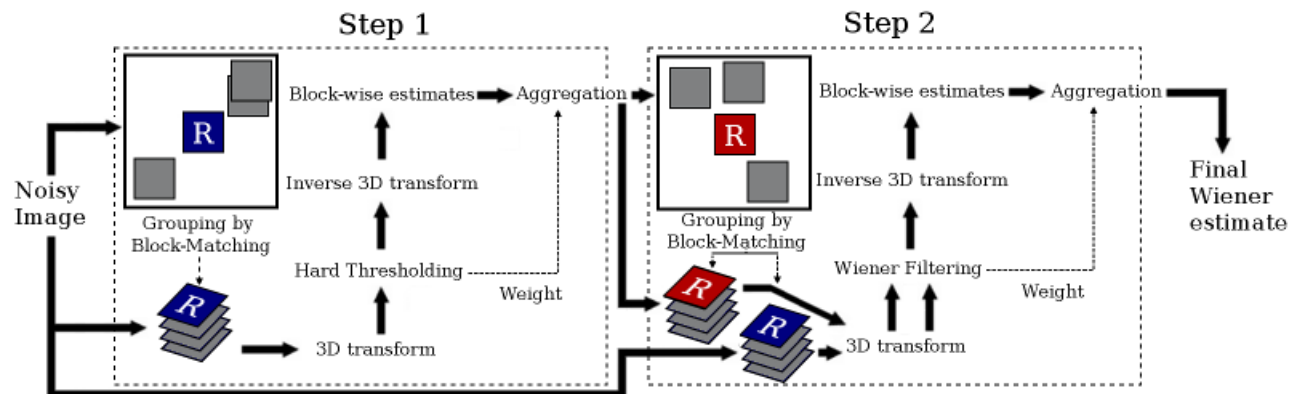 Step 1
Step 2
R
Block-wise estimates
Aggregation
Inverse 3D transform
Noisy
Image
Grouping by
Block-Matching
Hard Thresholding
Weight
R
3D transform
R
Block-wise estimates
Aggregation
Inverse 3D transform
Grouping by
Block-Matching
Wiener Filtering
Weight
R
R
3D transform
Final
Wiener
estimate